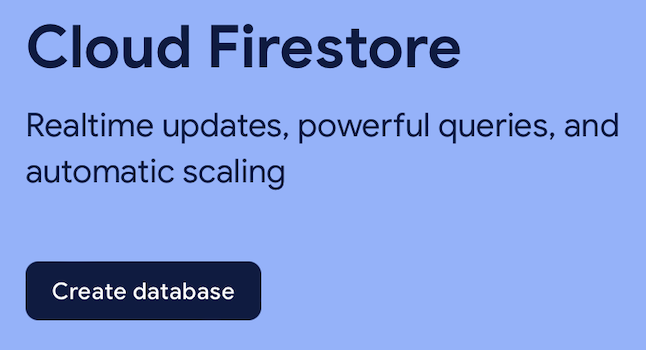 Cloud Firestore
Realtime updates, powerful queries, and
automatic scaling
Create database